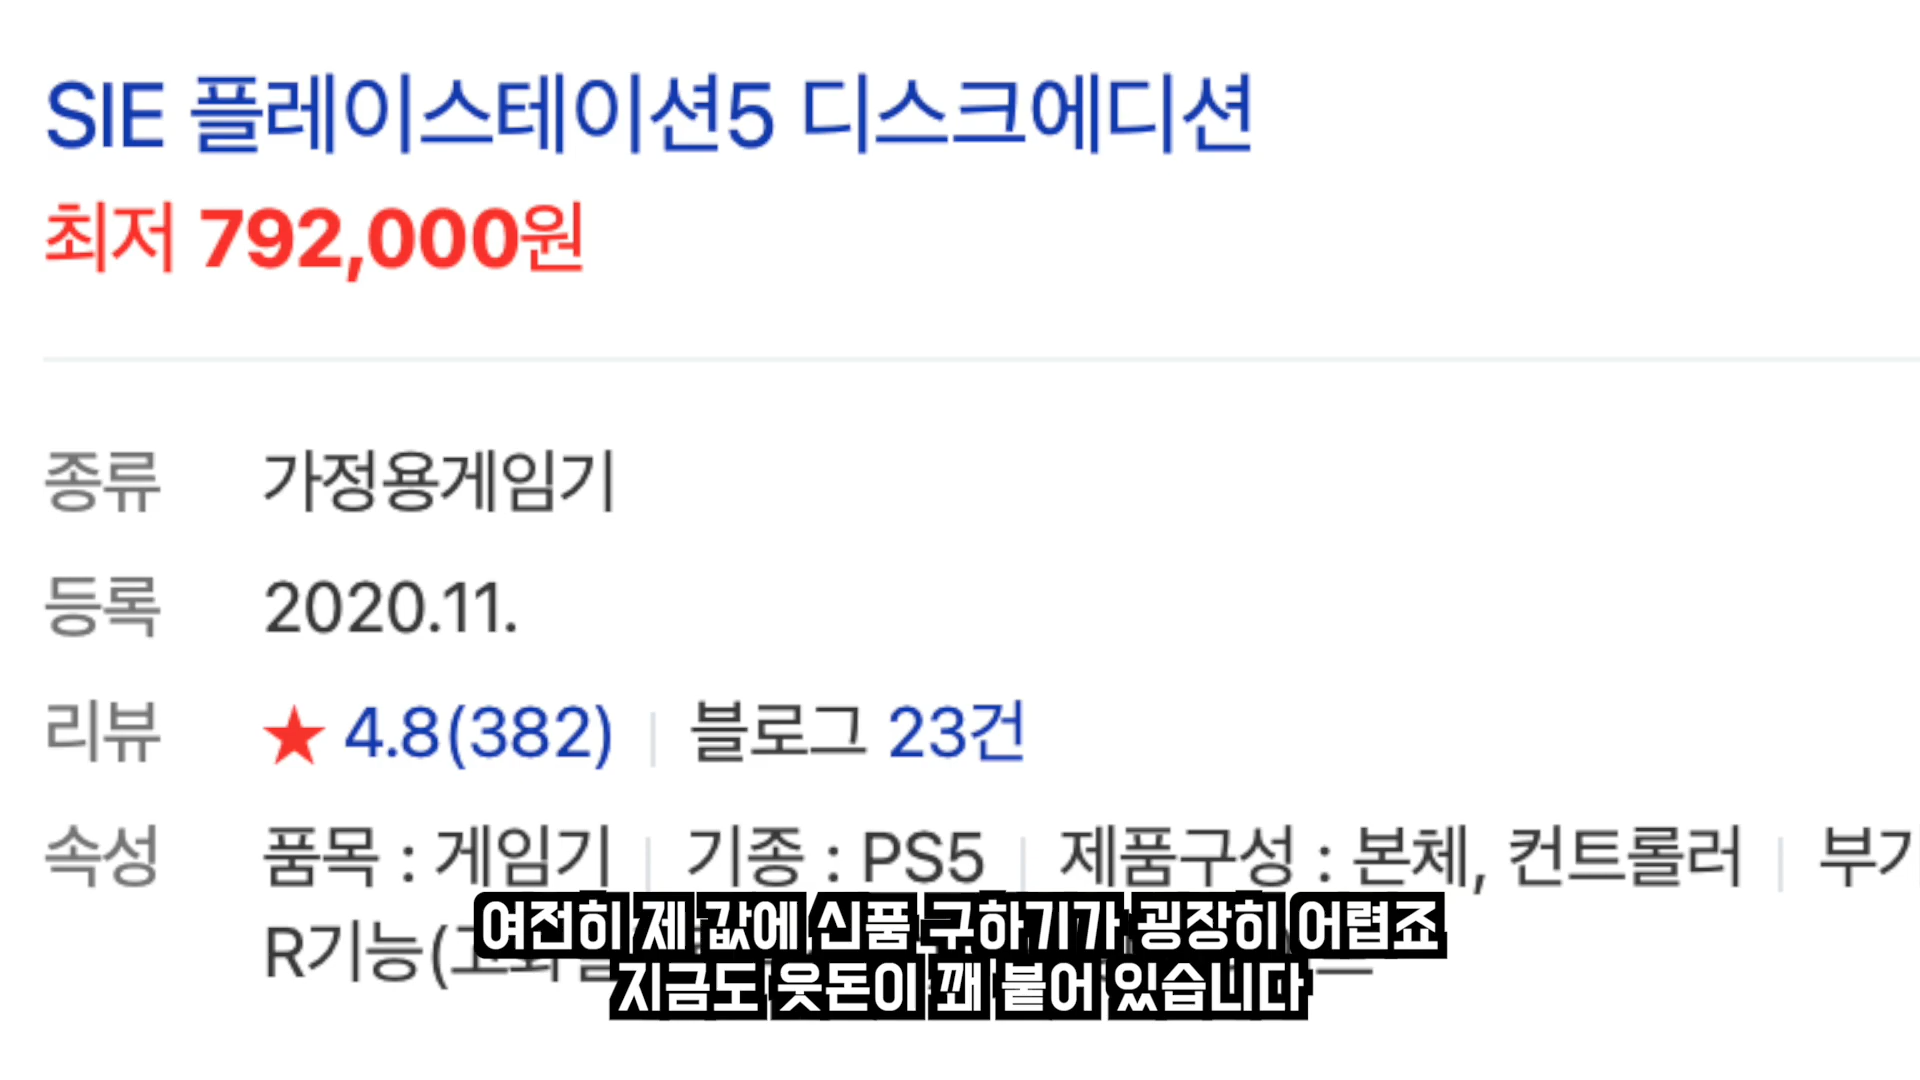 SIE 플레이스테이션5 디스크에디션
최저 792,000원
종류 가정용게임기
등록 2020.11.
리뷰 ★ 4.8(382) 블로그 23건
속성 품목 : 게임기 기종 : PS5 제품구성 : 본체, 컨트롤러 부가
R기능(고화질
여전히 제 값에 신품 구하기가 굉장히 어렵죠
지금도 웃돈이 꽤 붙어 있습니다